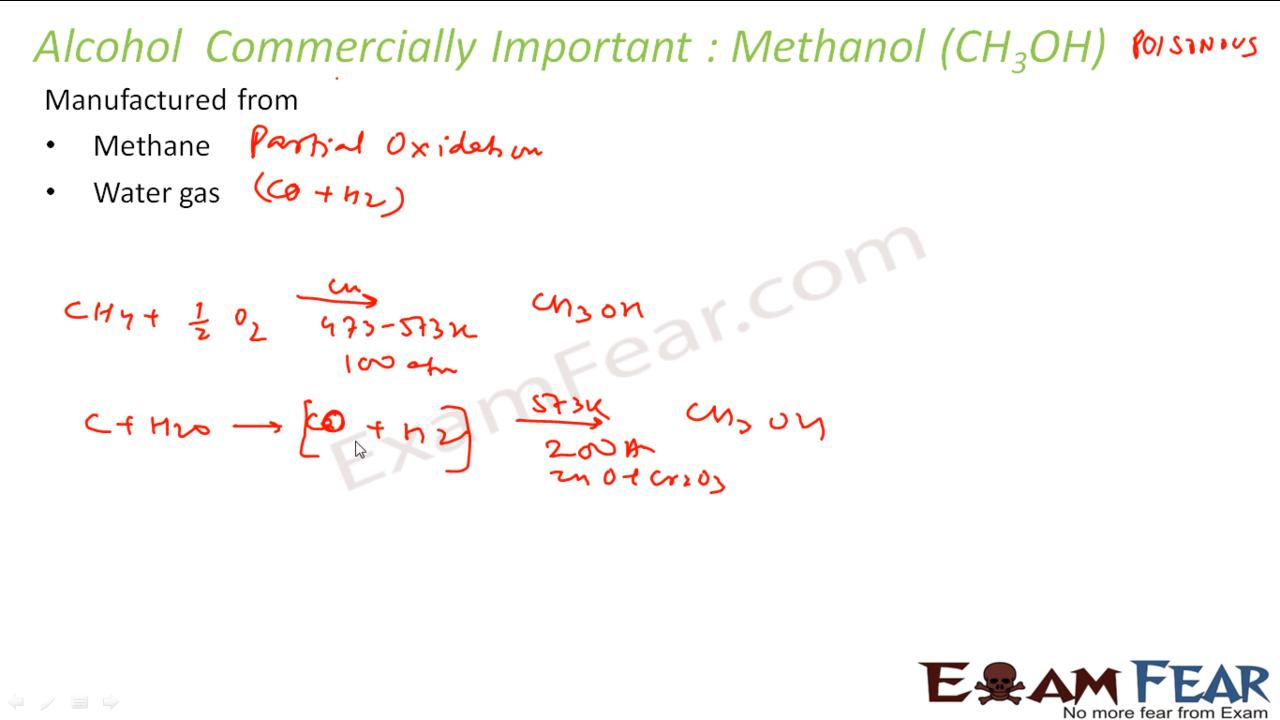 Alcohol Commercially Important : Methanol (CH3OH) POISINOUS
Manufactured from
• Methane Partial Oxidation
• Water gas (CO + H2)
CH4 + 1/2 O2 → CH3OH
Cu
473-573K
100 atm
C + H2O → [CO + H2] → CH3OH
573K
200 A
ZnO + Cr2O3
ExamFear.com
EXAM FEAR
No more fear from Exam